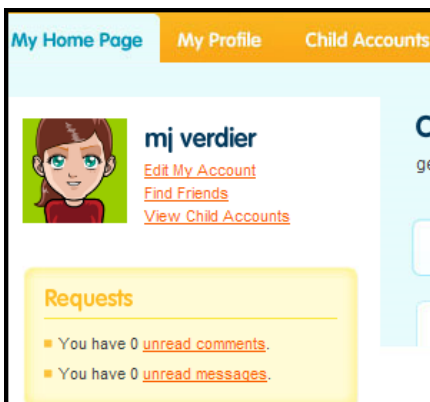 My Home Page My Profile Child Accounts
mj verdier
Edit My Account
Find Friends
View Child Accounts
Requests
You have 0 unread comments.
You have 0 unread messages.